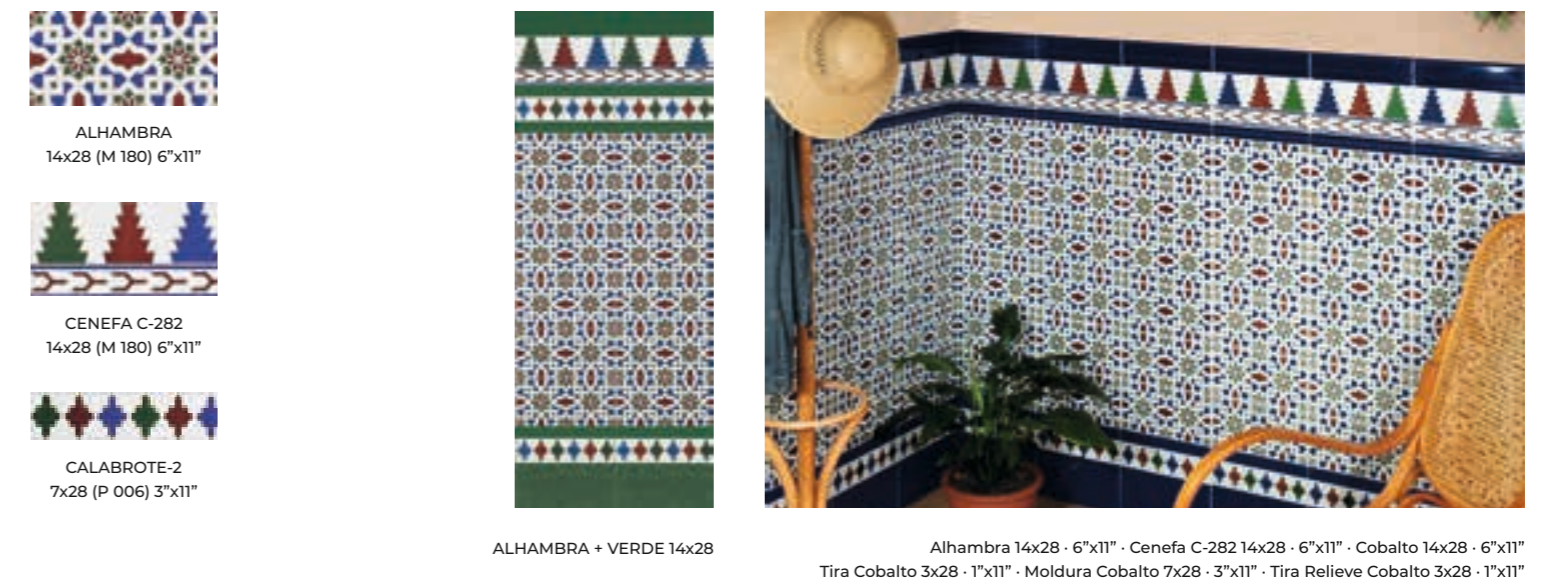 ALHAMBRA
14x28 (M 180) 6”x11”
CENEFA C-282
14x28 (M 180) 6”x11”
CALABROTE-2
7x28 (P 006) 3”x11”
ALHAMBRA + VERDE 14x28
Alhambra 14x28 · 6”x11” · Cenefa C-282 14x28 · 6”x11” · Cobalto 14x28 · 6”x11”
Tira Cobalto 3x28 · 1”x11” · Moldura Cobalto 7x28 · 3”x11” · Tira Relieve Cobalto 3x28 · 1”x11”